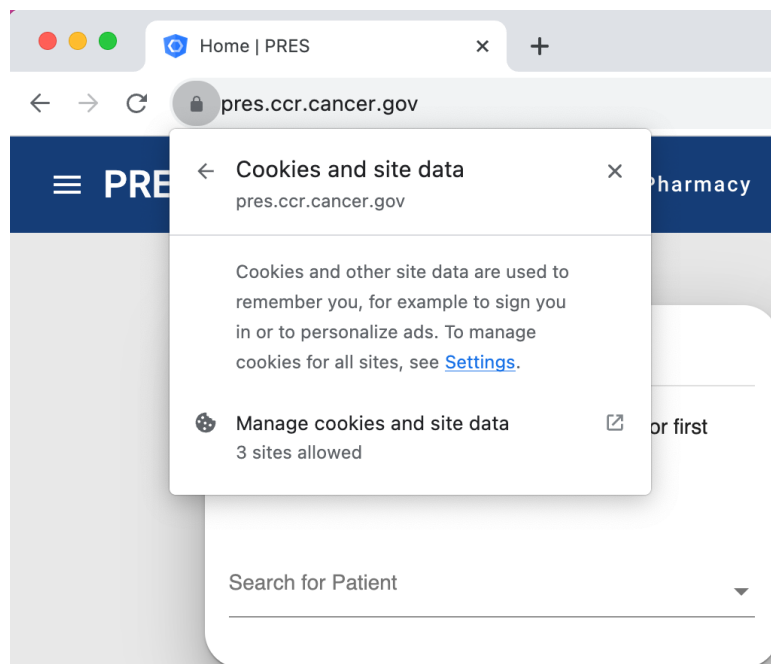 Home | PRES
pres.ccr.cancer.gov
PRE
Pharmacy
Cookies and site data
pres.ccr.cancer.gov
Cookies and other site data are used to
remember you, for example to sign you
in or to personalize ads. To manage
cookies for all sites, see Settings.
Manage cookies and site data
3 sites allowed
or first
Search for Patient